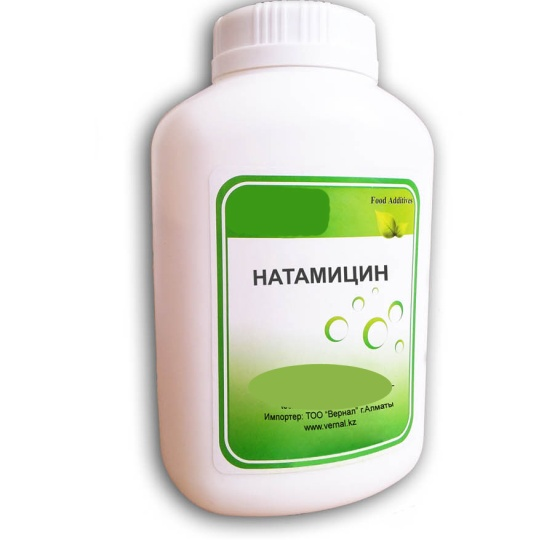 Food Additives
НАТАМИЦИН
Импортер: ТОО "Вернал" г.Алматы
www.vernal.kz